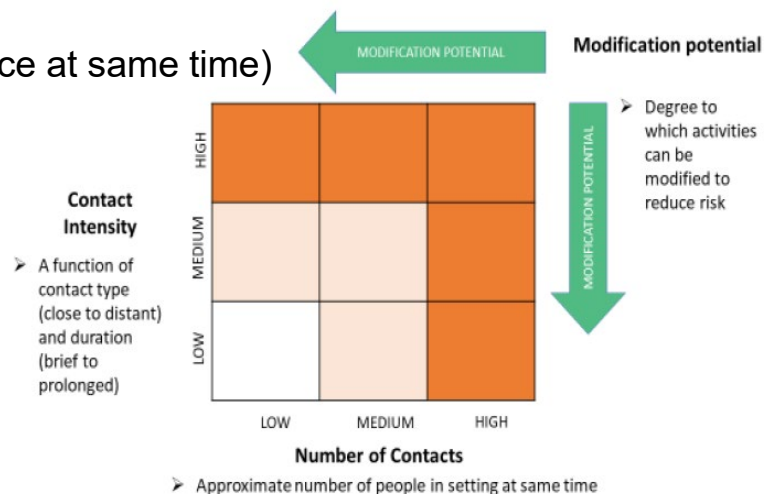 ce at same time)
MODIFICATION POTENTIAL
Modification potential
➢ Degree to
which activities
can be
modified to
reduce risk
MODIFICATION POTENTIAL
Contact
Intensity
➢ A function of
contact type
(close to distant)
and duration
(brief to
prolonged)
HIGH
MEDIUM
LOW
LOW MEDIUM HIGH
Number of Contacts
➢ Approximate number of people in setting at same time